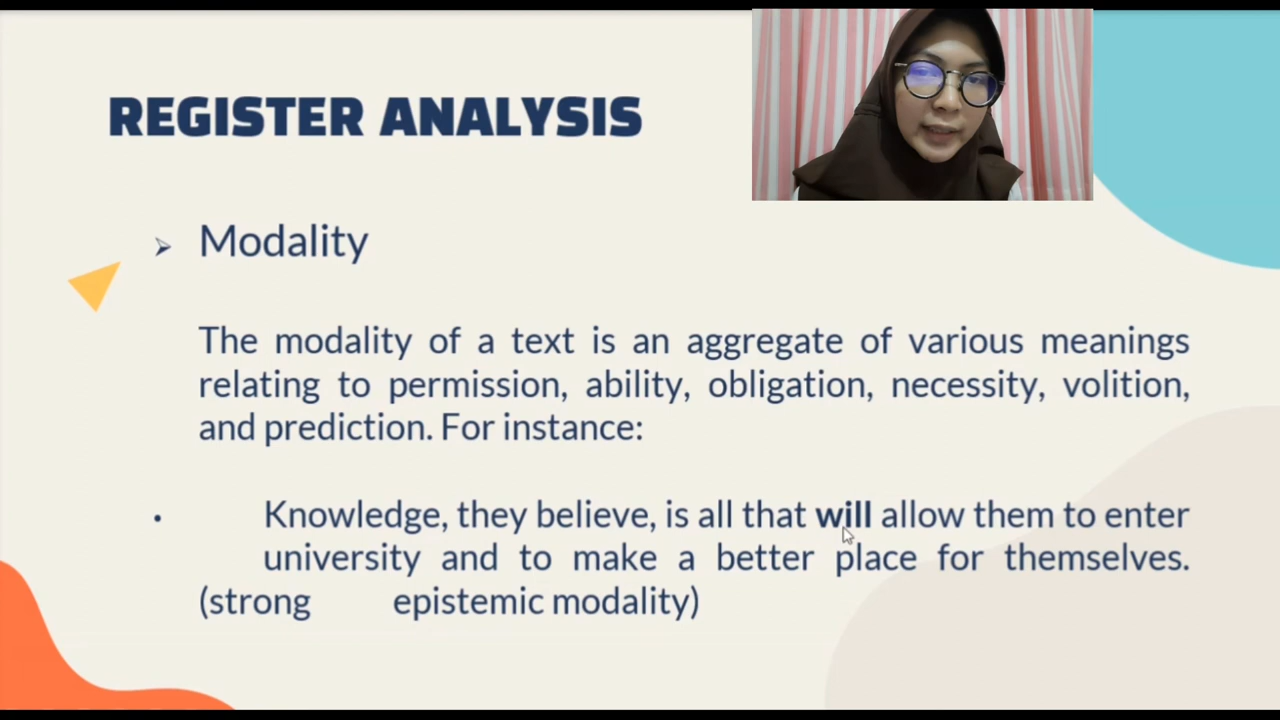 REGISTER ANALYSIS
➢ Modality
The modality of a text is an aggregate of various meanings
relating to permission, ability, obligation, necessity, volition,
and prediction. For instance:
• Knowledge, they believe, is all that will allow them to enter
university and to make a better place for themselves.
(strong epistemic modality)